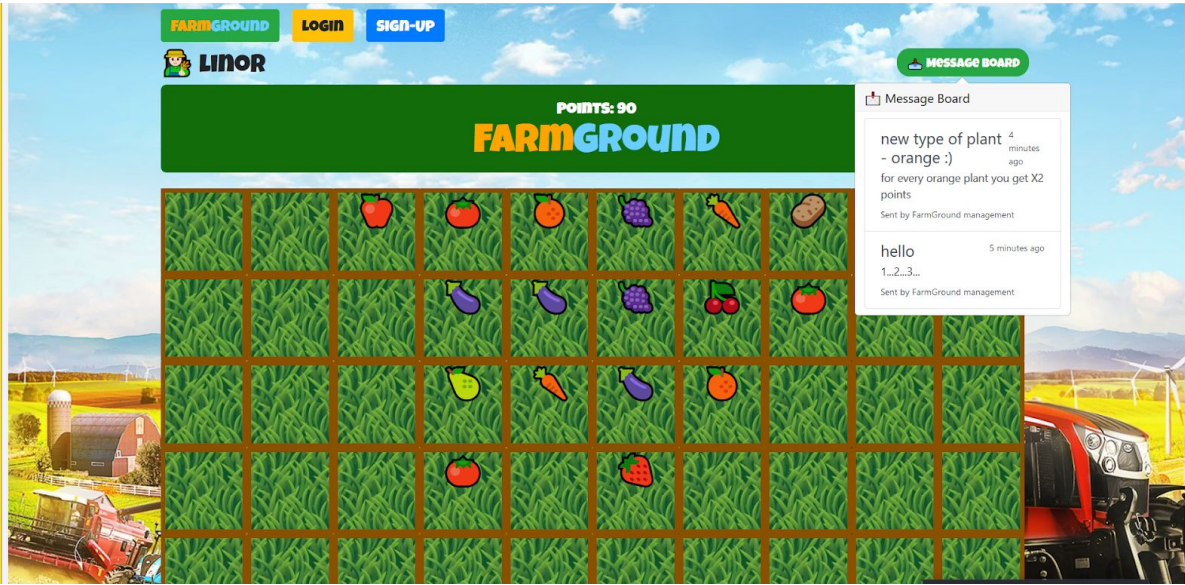 FARMGROUND LOGIN SIGN-UP
LINOR
MESSAGE BOARD
POINTS: 90
FARMGROUND
Message Board
new type of plant
- orange :)
4
minutes
ago
for every orange plant you get X2
points
Sent by FarmGround management
hello
5 minutes ago
1...2...3...
Sent by FarmGround management